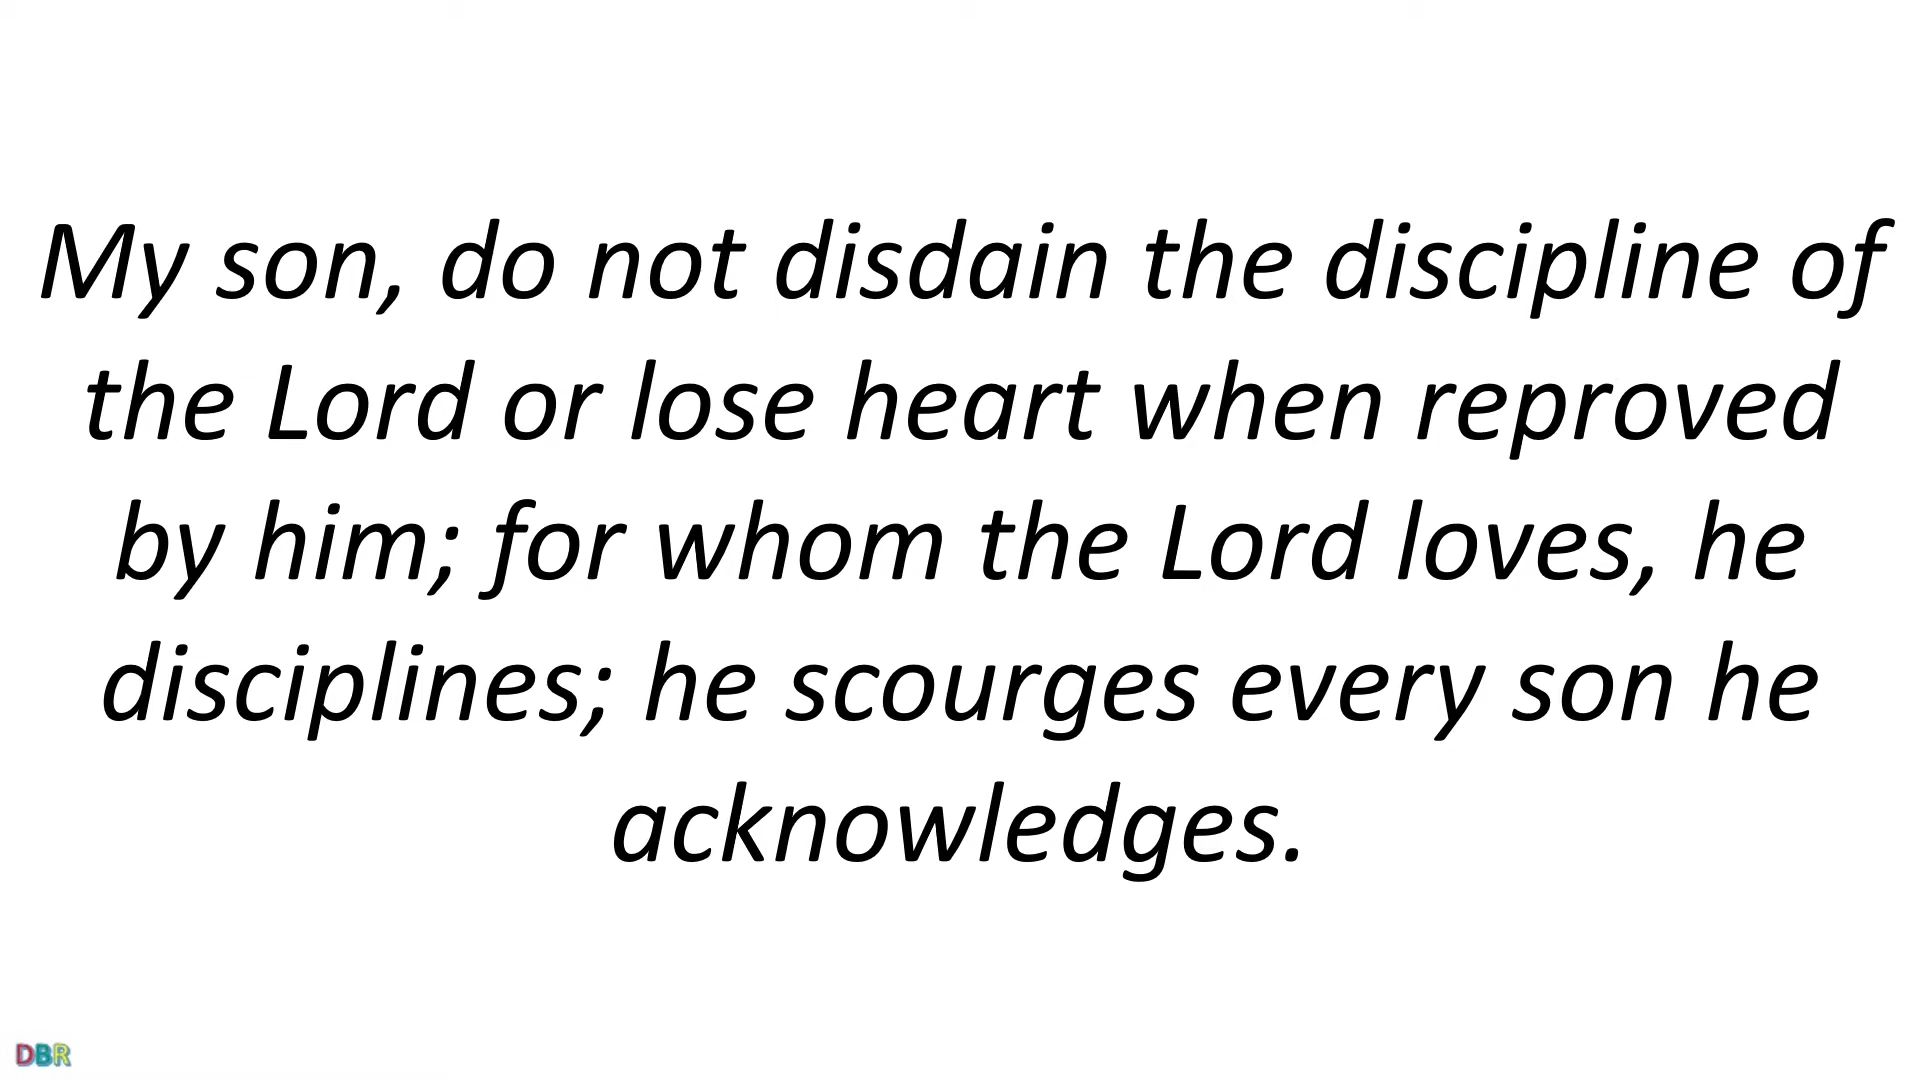 My son, do not disdain the discipline of
the Lord or lose heart when reproved
by him; for whom the Lord loves, he
disciplines; he scourges every son he
acknowledges.
DBR